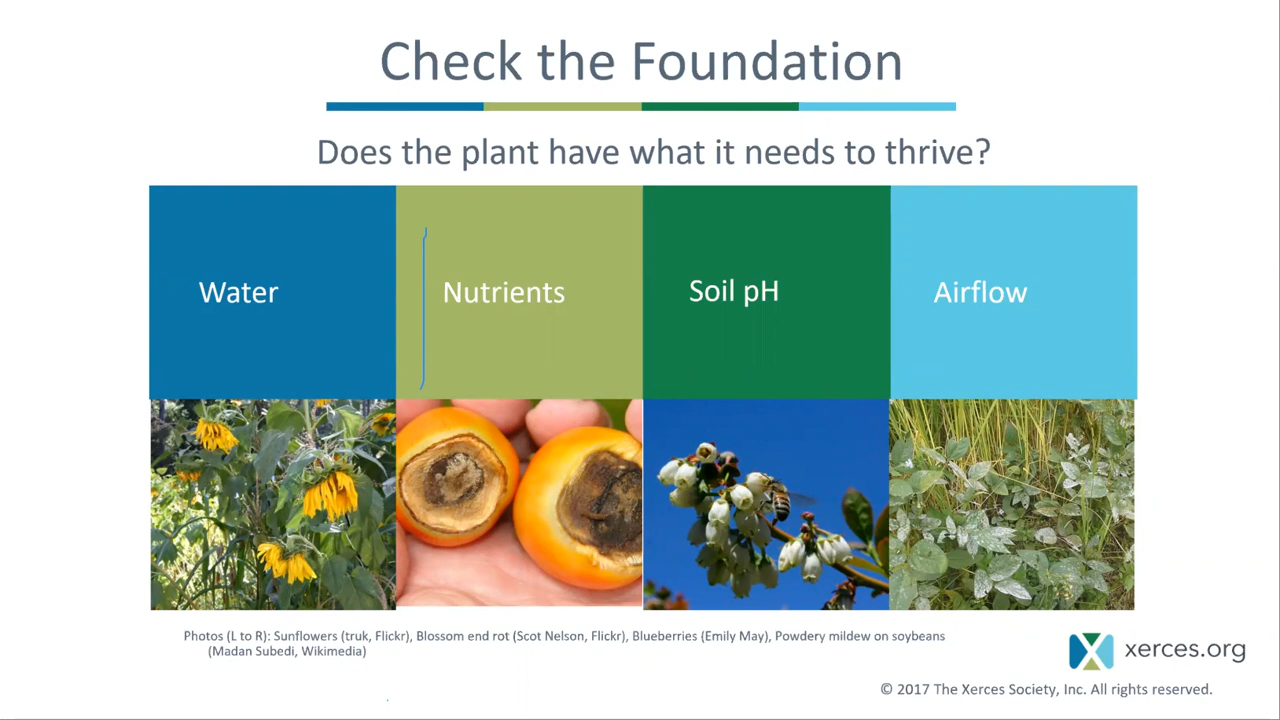 Check the Foundation
Does the plant have what it needs to thrive?
Water
Nutrients
Soil pH
Airflow
Photos (L to R): Sunflowers (truk, Flickr), Blossom end rot (Scot Nelson, Flickr), Blueberries (Emily May), Powdery mildew on soybeans
(Madan Subedi, Wikimedia)
xerces.org
© 2017 The Xerces Society, Inc. All rights reserved.